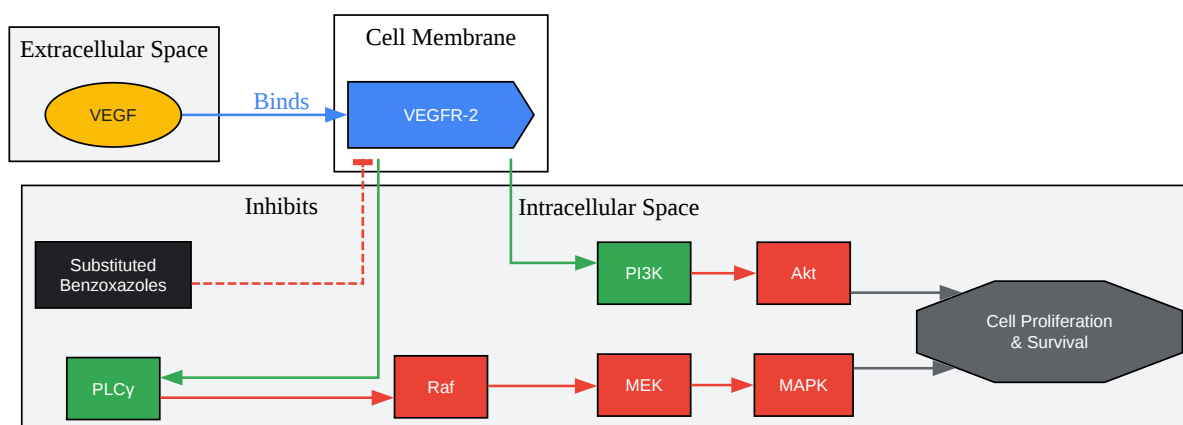 Extracellular Space
Cell Membrane
VEGF
Binds
VEGFR-2
Inhibits
Intracellular Space
Substituted
Benzoxazoles
PI3K
Akt
Cell Proliferation
& Survival
PLCγ
Raf
MEK
MAPK